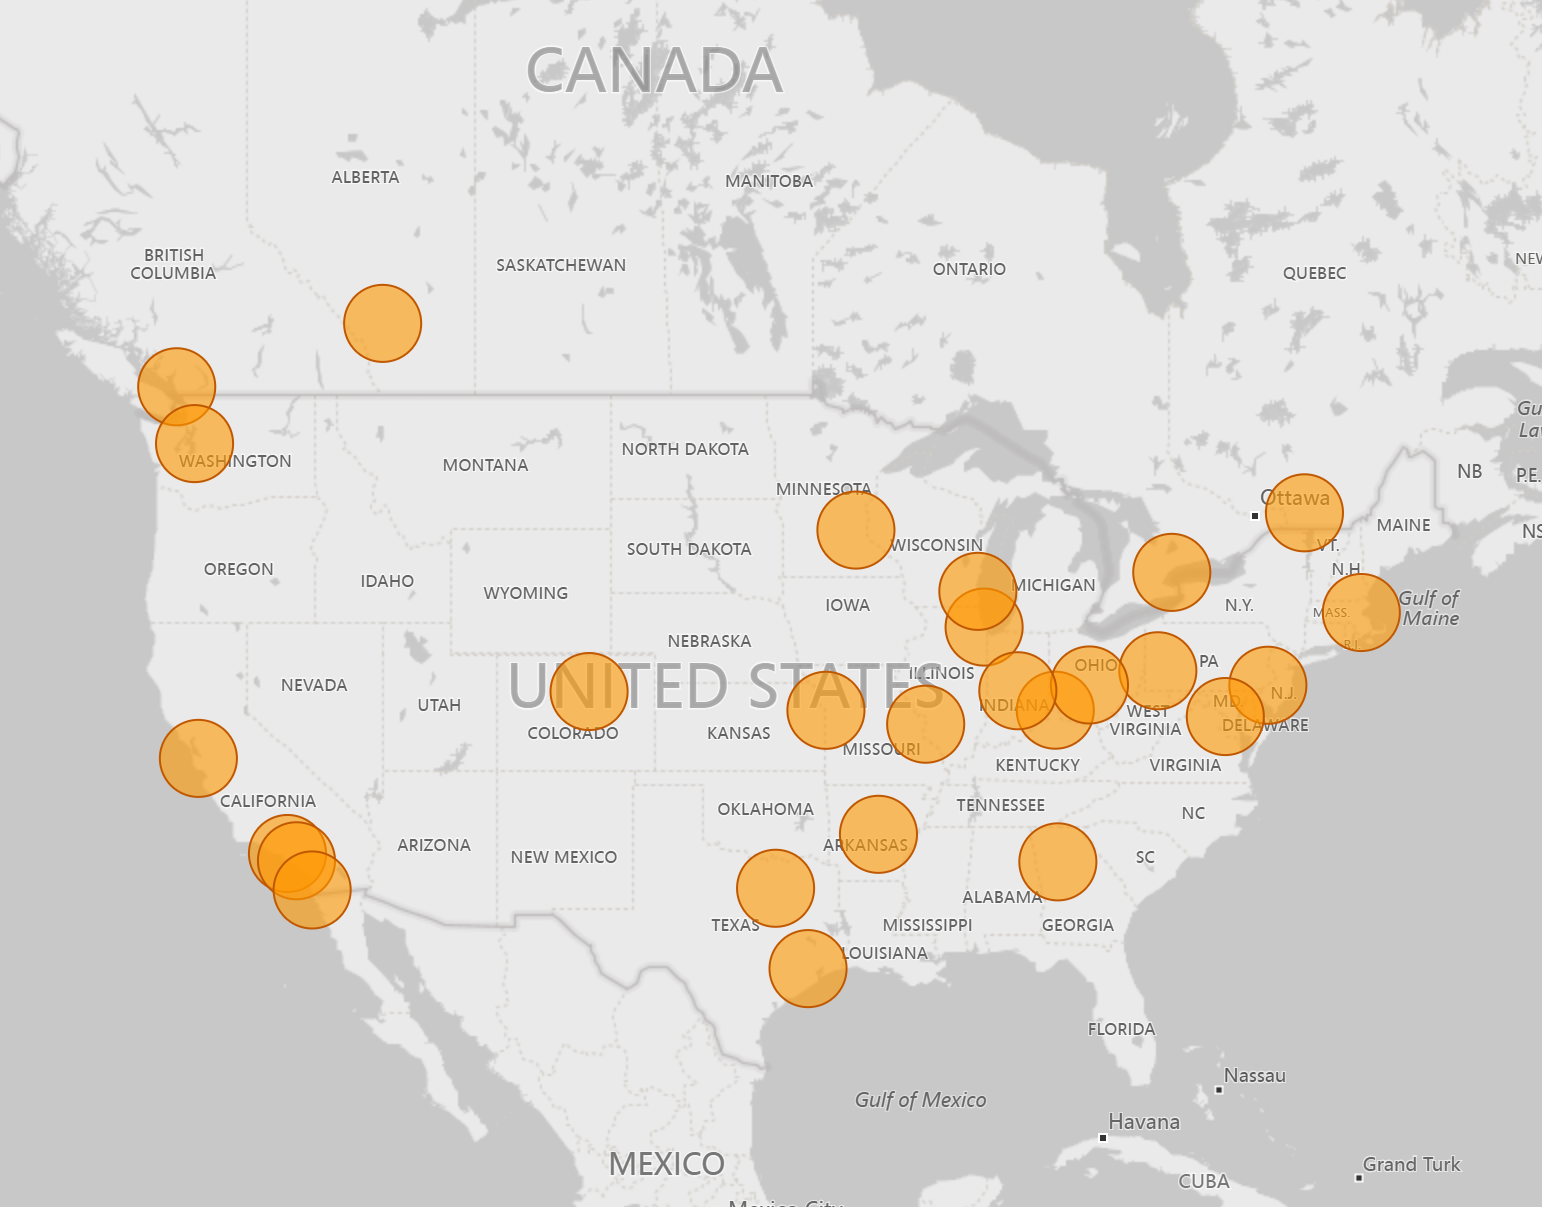 CANADA
ALBERTA
MANITOBA
BRITISH
COLUMBIA
SASKATCHEWAN
ONTARIO
QUEBEC
NEW
Gu
La
NB
P.E.
NS
WASHINGTON
MONTANA
NORTH DAKOTA
MINNESOTA
Ottawa
MAINE
OREGON
IDAHO
SOUTH DAKOTA
WISCONSIN
MICHIGAN
VT.
N.H
WYOMING
IOWA
N.Y.
MASS.
Gulf of
Maine
R.I.
NEBRASKA
UNITED STATES
ILLINOIS
OHIO
PA
NEVADA
UTAH
COLORADO
KANSAS
MISSOURI
INDIANA
WEST
VIRGINIA
MD.
N.J.
DELAWARE
KENTUCKY
VIRGINIA
CALIFORNIA
OKLAHOMA
TENNESSEE
NC
ARIZONA
NEW MEXICO
ARKANSAS
SC
ALABAMA
TEXAS
MISSISSIPPI
GEORGIA
LOUISIANA
FLORIDA
Gulf of Mexico
Nassau
Havana
MEXICO
CUBA
Grand Turk
Mexico City